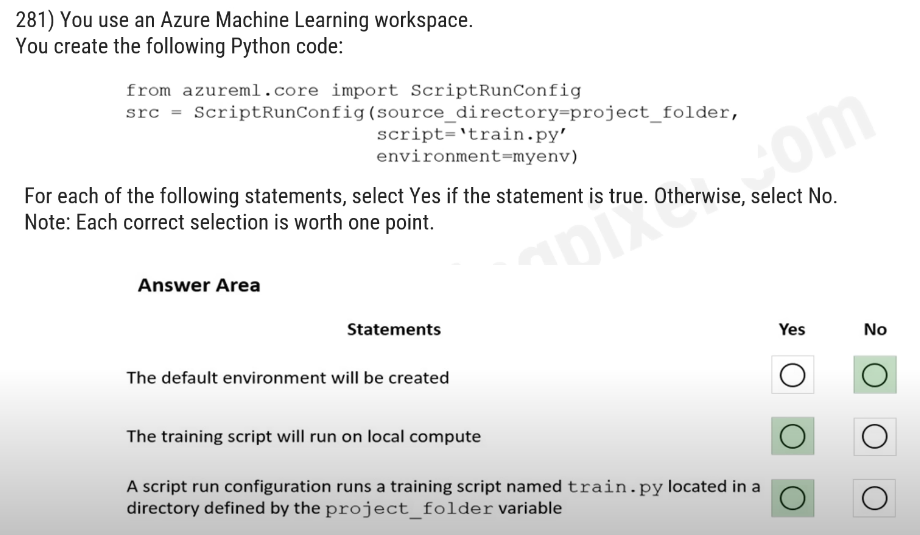 281) You use an Azure Machine Learning workspace.
You create the following Python code:
from azureml.core import ScriptRunConfig
src = ScriptRunConfig(source_directory=project_folder,
script=‘train.py’
environment=myenv)
For each of the following statements, select Yes if the statement is true. Otherwise, select No.
Note: Each correct selection is worth one point.
Answer Area
Statements Yes No
The default environment will be created
The training script will run on local compute
A script run configuration runs a training script named train.py located in a
directory defined by the project_folder variable